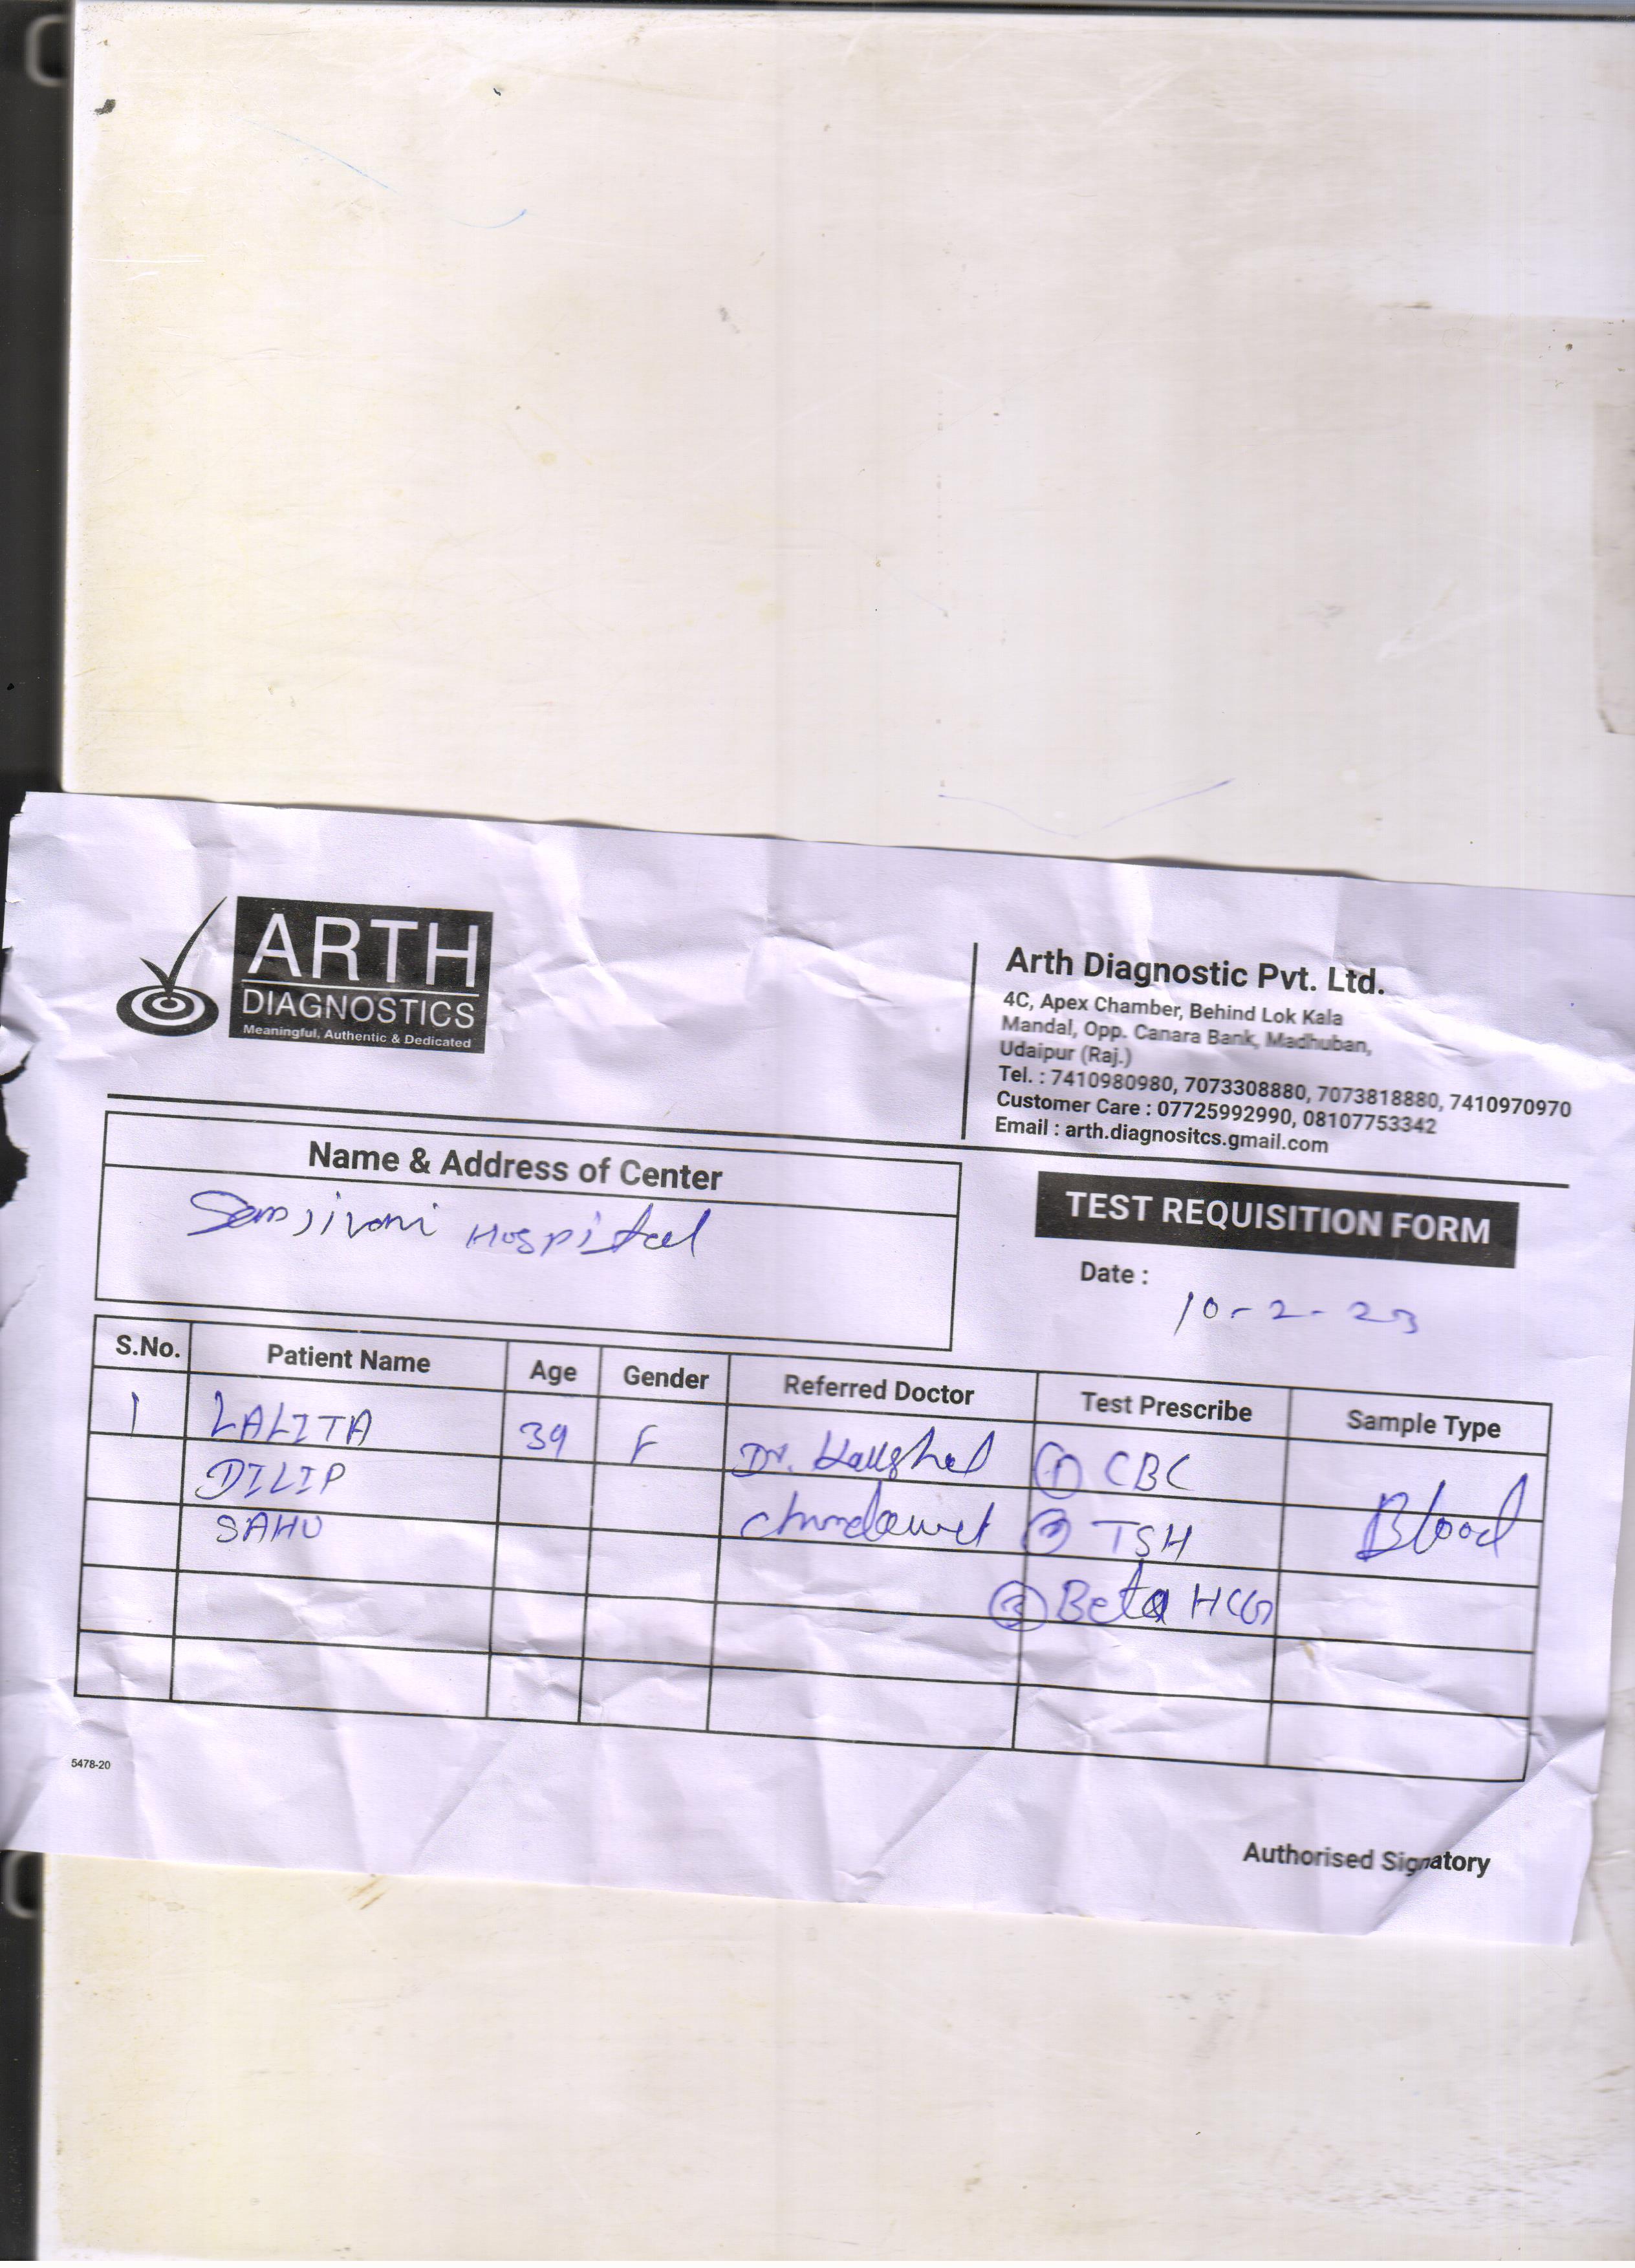 ARTH
DIAGNOSTICS
Meaningful, Authentic & Dedicated
Arth Diagnostic Pvt. Ltd.
4C, Apex Chamber, Behind Lok Kala
Mandal, Opp. Canara Bank, Madhuban,
Udaipur (Raj.)
Tel. : 7410980980, 7073308880, 7073818880, 7410970970
Customer Care : 07725992990, 08107753342
Email : arth.diagnositcs.gmail.com
Name & Address of Center
Sanjivani Hospital
TEST REQUISITION FORM
Date :
10-2-23
S.No. Patient Name Age Gender Referred Doctor Test Prescribe Sample Type
1 LALITA 39 F Dr. Kaushal ① CBC
DILIP Blood
SAHU Chundawat ② TSH
③ Beta HCG
5478-20
Authorised Signatory